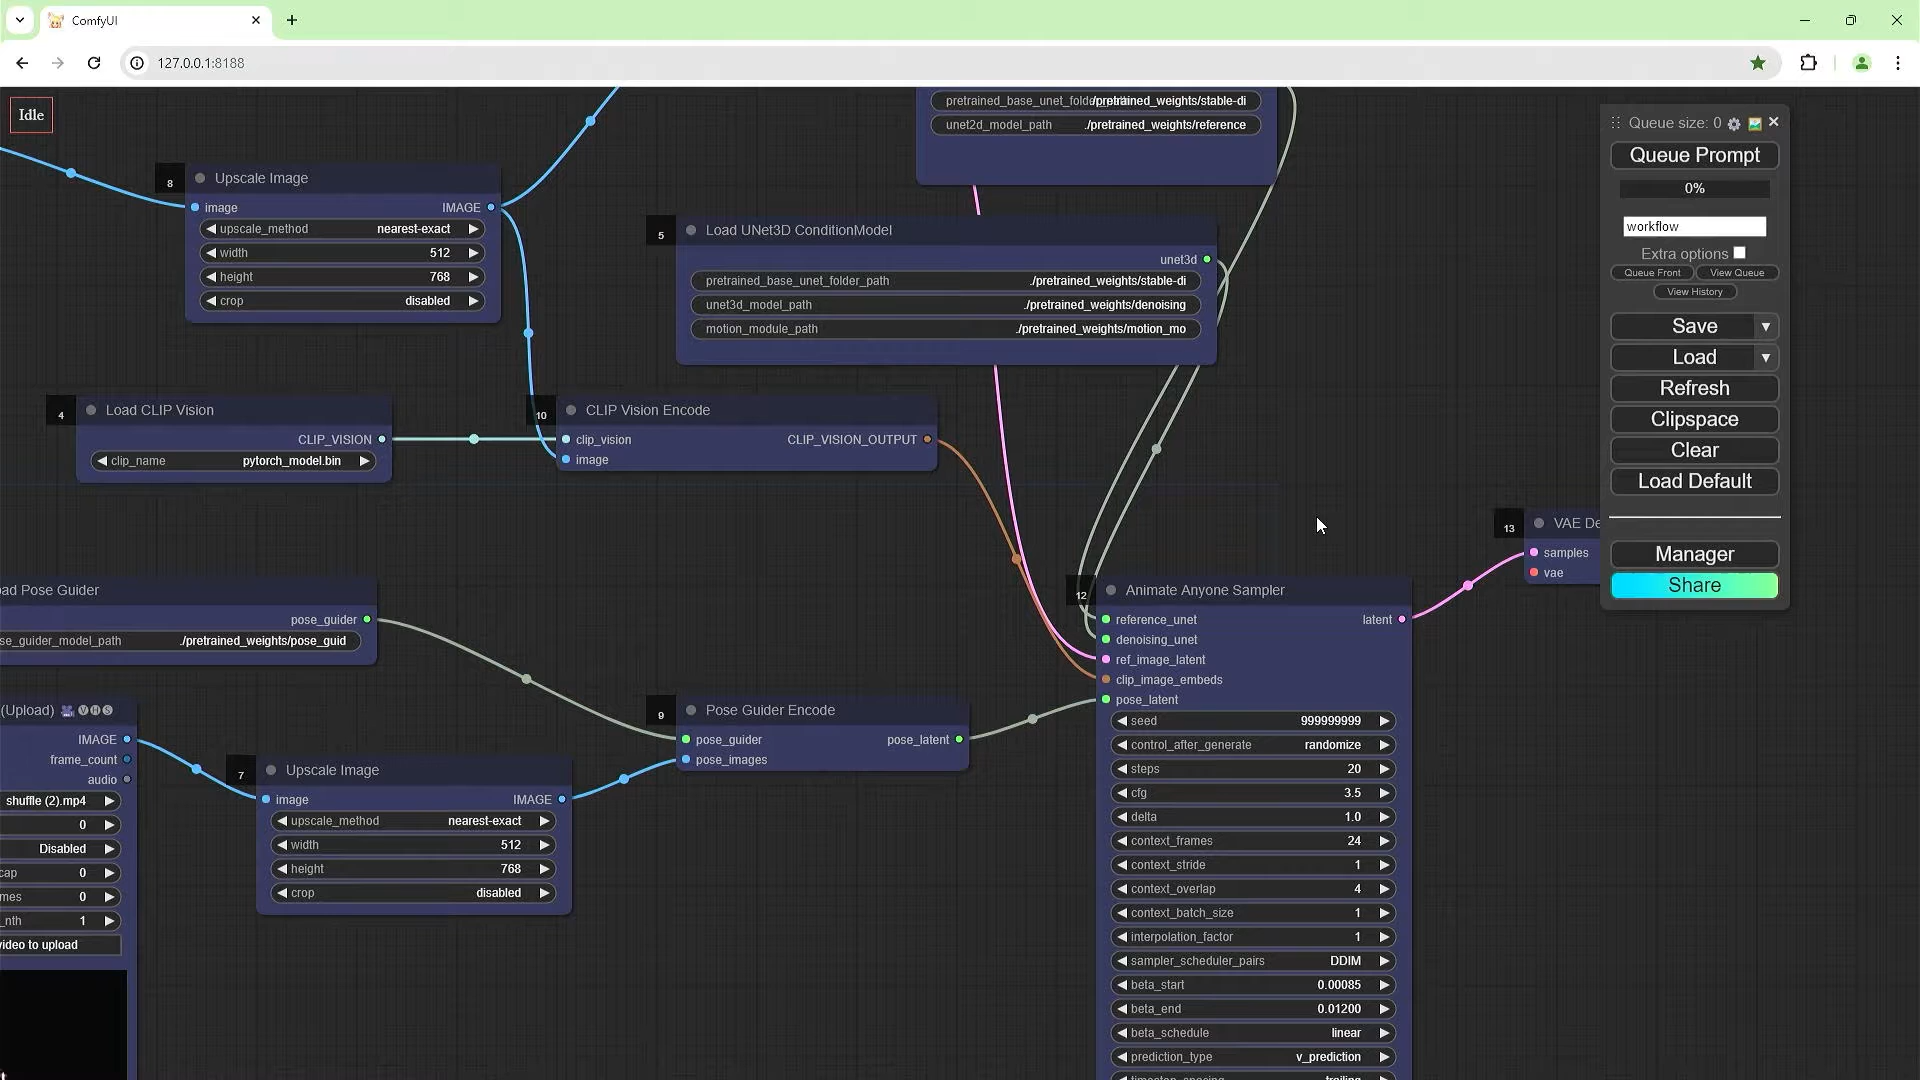 ComfyUI
127.0.0.1:8188
Idle
pretrained_weights/stable-di
unet2d_model_path ./pretrained_weights/reference
8 Upscale Image
image IMAGE
upscale_method nearest-exact
width 512
height 768
crop disabled
5 Load UNet3D ConditionModel
unet3d
pretrained_base_unet_folder_path ./pretrained_weights/stable-di
unet3d_model_path ./pretrained_weights/denoising
motion_module_path ./pretrained_weights/motion_mo
4 Load CLIP Vision
CLIP_VISION
clip_name pytorch_model.bin
10 CLIP Vision Encode
clip_vision CLIP_VISION_OUTPUT
image
ad Pose Guider
pose_guider
se_guider_model_path ./pretrained_weights/pose_guid
(Upload) VHS
IMAGE
frame_count
audio
shuffle (2).mp4
0
Disabled
cap 0
mes 0
_nth 1
video to upload
7 Upscale Image
image IMAGE
upscale_method nearest-exact
width 512
height 768
crop disabled
9 Pose Guider Encode
pose_guider pose_latent
pose_images
12 Animate Anyone Sampler
reference_unet latent
denoising_unet
ref_image_latent
clip_image_embeds
pose_latent
seed 999999999
control_after_generate randomize
steps 20
cfg 3.5
delta 1.0
context_frames 24
context_stride 1
context_overlap 4
context_batch_size 1
interpolation_factor 1
sampler_scheduler_pairs DDIM
beta_start 0.00085
beta_end 0.01200
beta_schedule linear
prediction_type v_prediction
13 VAE De
samples
vae
Queue size: 0
Queue Prompt
0%
workflow
Extra options
Queue Front View Queue
View History
Save
Load
Refresh
Clipspace
Clear
Load Default
Manager
Share